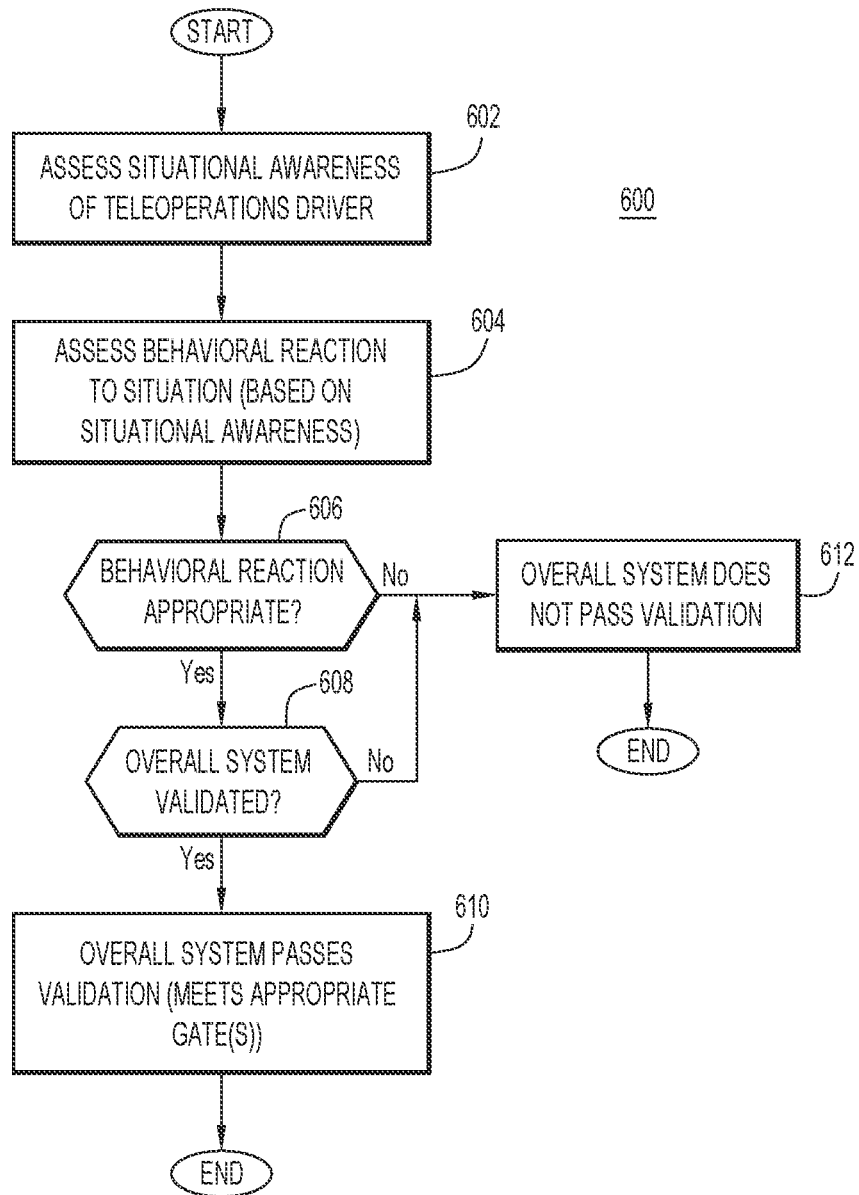 START
602
ASSESS SITUATIONAL AWARENESS
OF TELEOPERATIONS DRIVER
600
604
ASSESS BEHAVIORAL REACTION
TO SITUATION (BASED ON
SITUATIONAL AWARENESS)
606
BEHAVIORAL REACTION
APPROPRIATE?
No
612
OVERALL SYSTEM DOES
NOT PASS VALIDATION
Yes
608
OVERALL SYSTEM
VALIDATED?
No
END
Yes
610
OVERALL SYSTEM PASSES
VALIDATION (MEETS APPROPRIATE
GATE(S))
END